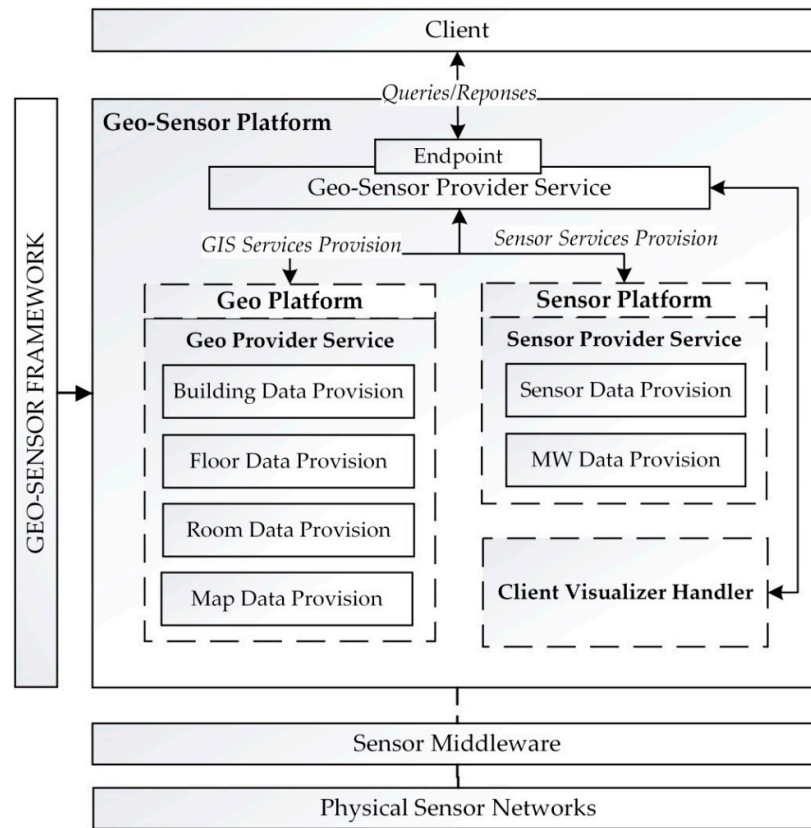 Client
Queries/Reponses
Geo-Sensor Platform
Endpoint
Geo-Sensor Provider Service
GIS Services Provision
Sensor Services Provision
Geo Platform
Geo Provider Service
Building Data Provision
Floor Data Provision
Room Data Provision
Map Data Provision
Sensor Platform
Sensor Provider Service
Sensor Data Provision
MW Data Provision
Client Visualizer Handler
GEO-SENSOR FRAMEWORK
Sensor Middleware
Physical Sensor Networks